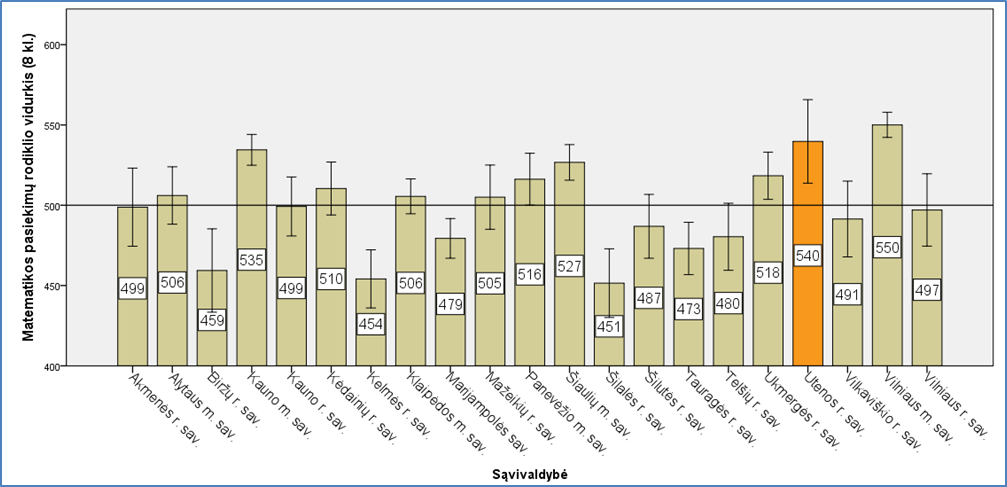 Matematikos pasiekimų rodiklio vidurkis (8 kl.)
600
550
500
450
400
499
506
459
535
499
510
454
506
479
505
516
527
451
487
473
480
518
540
491
550
497
Akmenės r. sav.
Alytaus m. sav.
Biržų r. sav.
Kauno m. sav.
Kauno r. sav.
Kėdainių r. sav.
Kelmės r. sav.
Klaipėdos m. sav.
Marijampolės sav.
Mažeikių r. sav.
Panevėžio m. sav.
Šiaulių m. sav.
Šilalės r. sav.
Šilutės r. sav.
Tauragės r. sav.
Telšių r. sav.
Ukmergės r. sav.
Utenos r. sav.
Vilkaviškio r. sav.
Vilniaus m. sav.
Vilniaus r. sav.
Sąvivaldybė